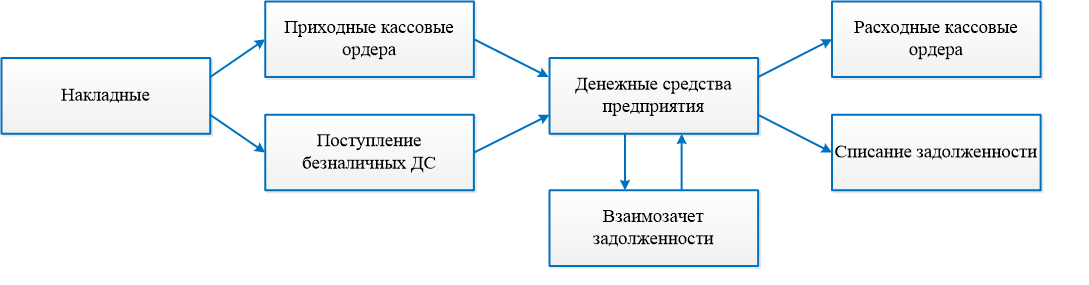 Накладные
Приходные кассовые
ордера
Поступление
безналичных ДС
Денежные средства
предприятия
Взаимозачет
задолженности
Расходные кассовые
ордера
Списание задолженности